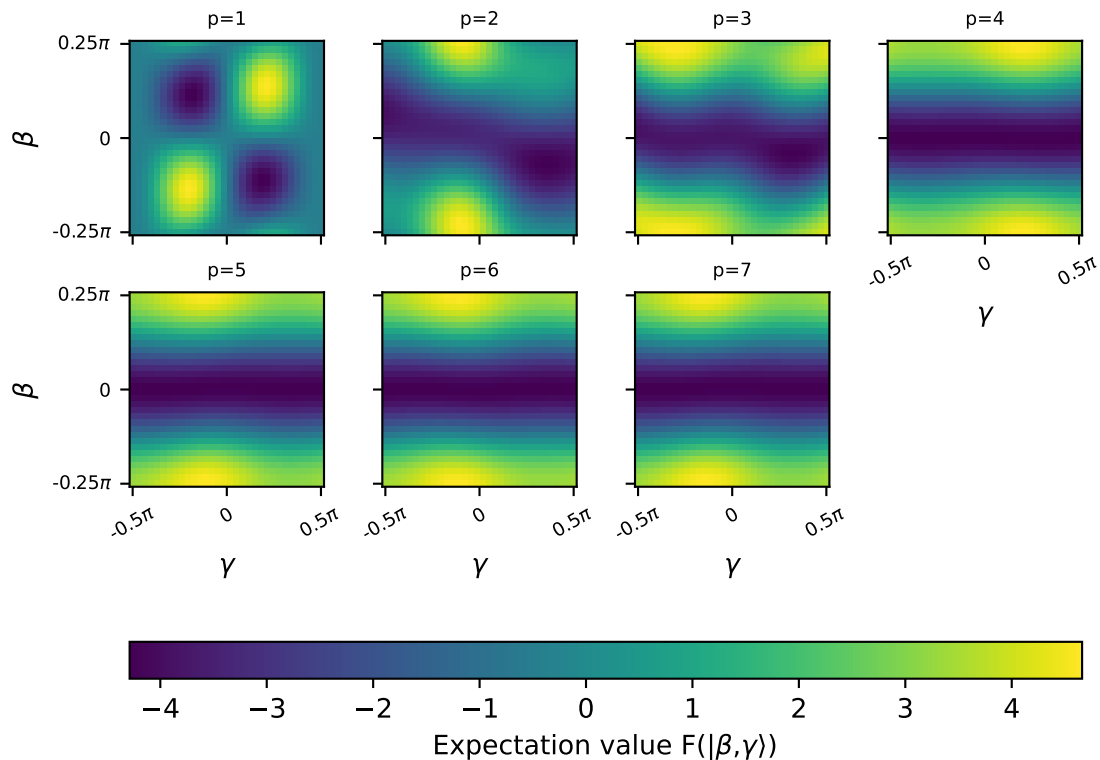 p=1 p=2 p=3 p=4
0.25π
β 0
-0.25π
-0.5π 0 0.5π
γ
p=5 p=6 p=7
0.25π
β 0
-0.25π
-0.5π 0 0.5π -0.5π 0 0.5π -0.5π 0 0.5π
γ γ γ
−4 −3 −2 −1 0 1 2 3 4
Expectation value F(|β,γ⟩)